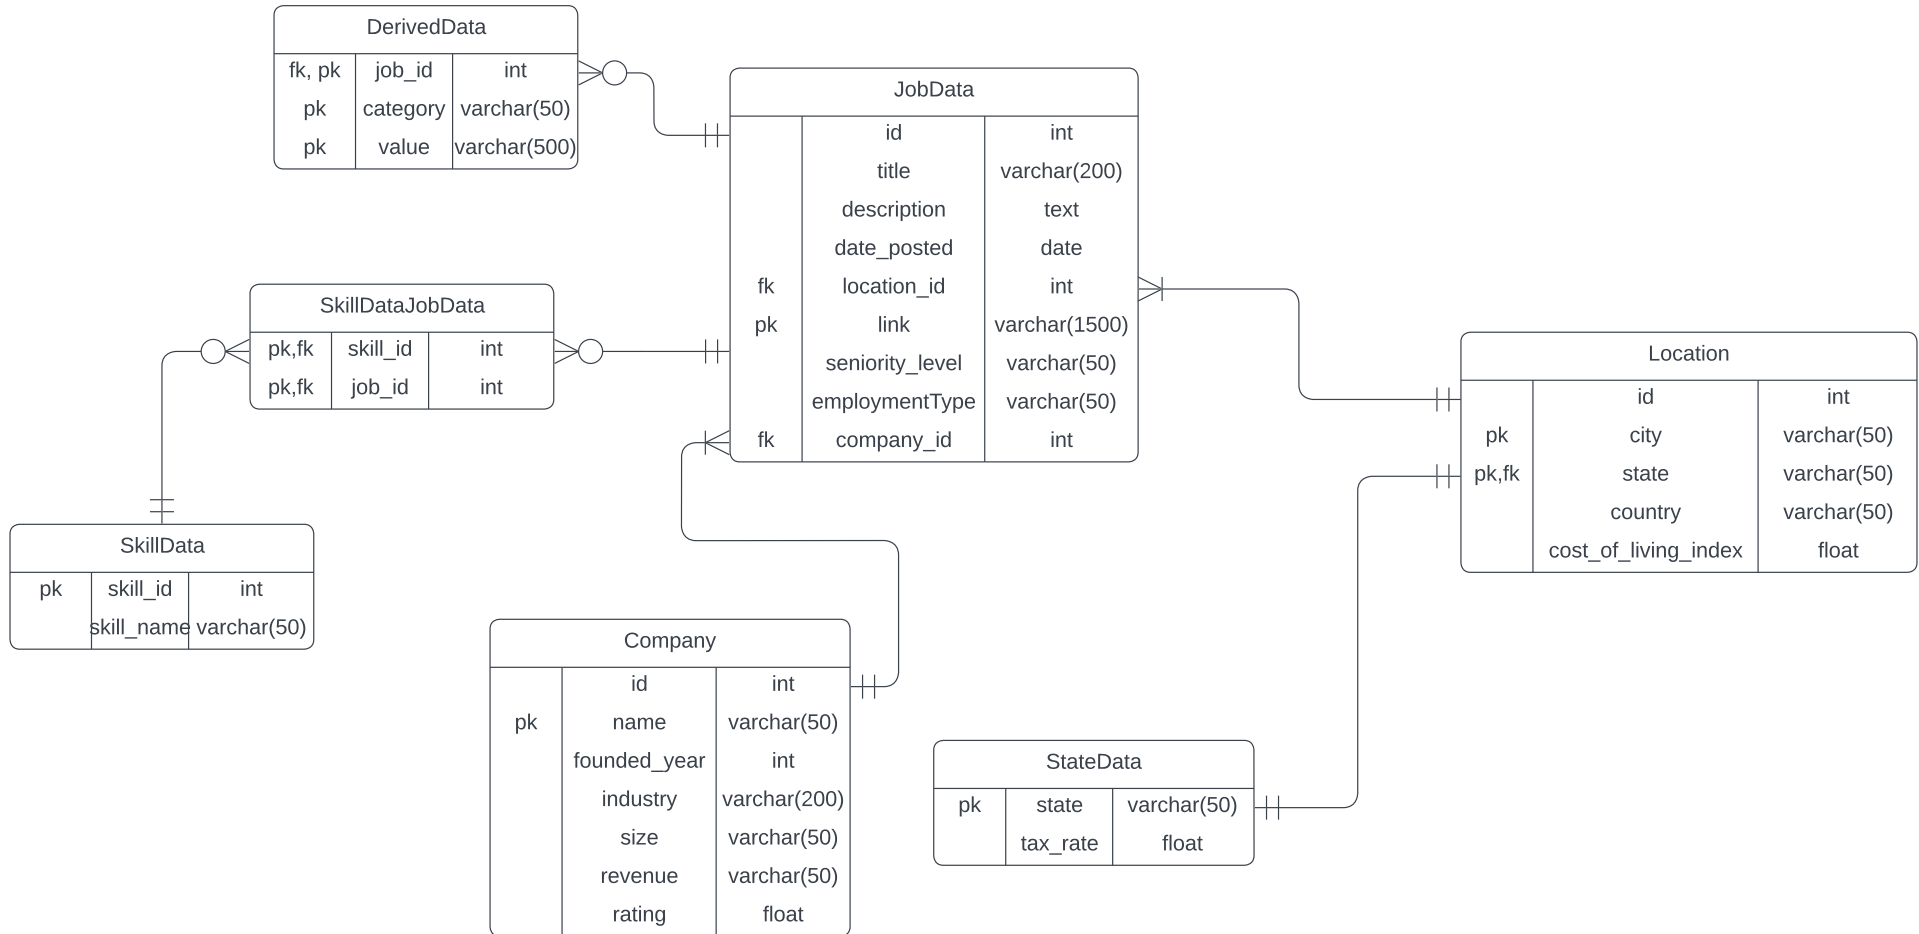 DerivedData
fk, pk job_id int
pk category varchar(50)
pk value varchar(500)
JobData
id int
title varchar(200)
description text
date_posted date
fk location_id int
pk link varchar(1500)
seniority_level varchar(50)
employmentType varchar(50)
fk company_id int
SkillDataJobData
pk,fk skill_id int
pk,fk job_id int
Location
id int
pk city varchar(50)
pk,fk state varchar(50)
country varchar(50)
cost_of_living_index float
SkillData
pk skill_id int
skill_name varchar(50)
Company
id int
pk name varchar(50)
founded_year int
industry varchar(200)
size varchar(50)
revenue varchar(50)
rating float
StateData
pk state varchar(50)
tax_rate float